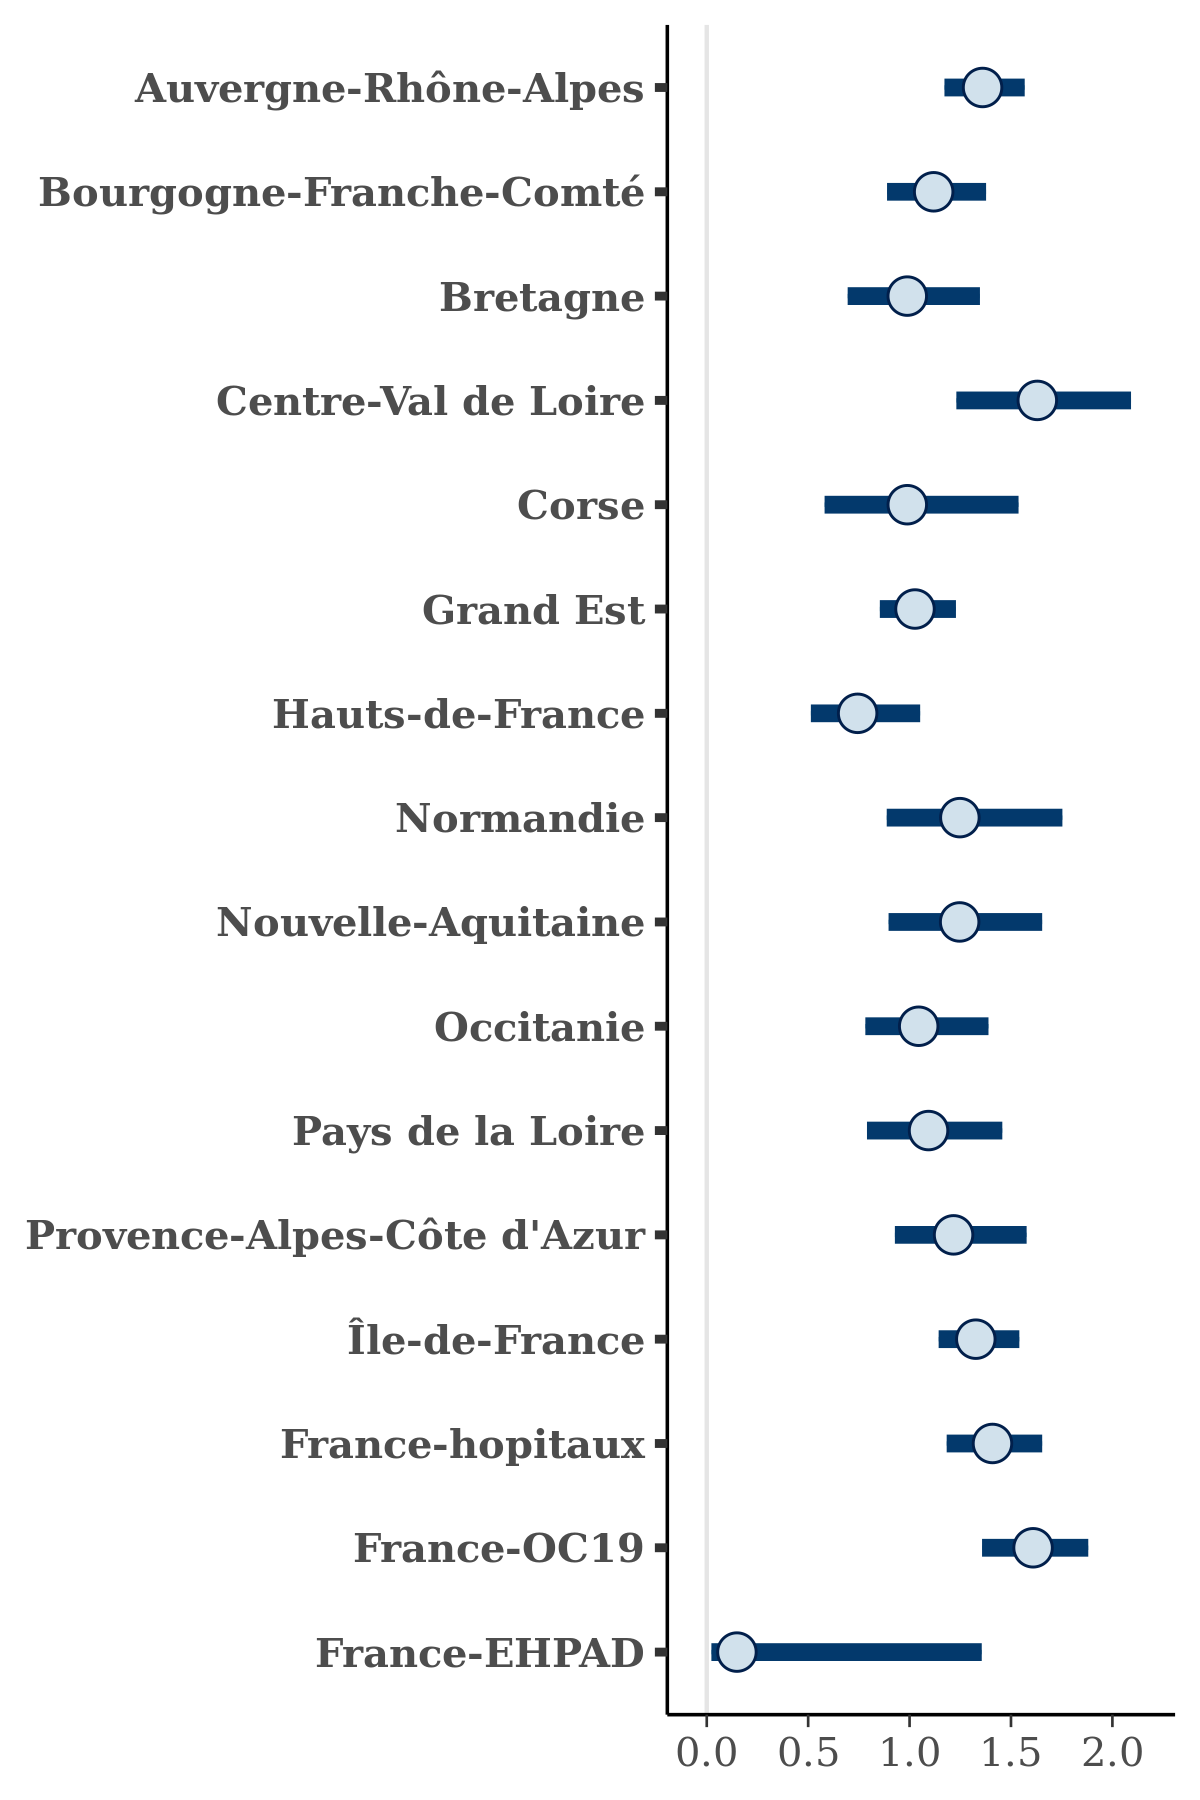 Auvergne-Rhône-Alpes
Bourgogne-Franche-Comté
Bretagne
Centre-Val de Loire
Corse
Grand Est
Hauts-de-France
Normandie
Nouvelle-Aquitaine
Occitanie
Pays de la Loire
Provence-Alpes-Côte d'Azur
Île-de-France
France-hopitaux
France-OC19
France-EHPAD
0.0 0.5 1.0 1.5 2.0